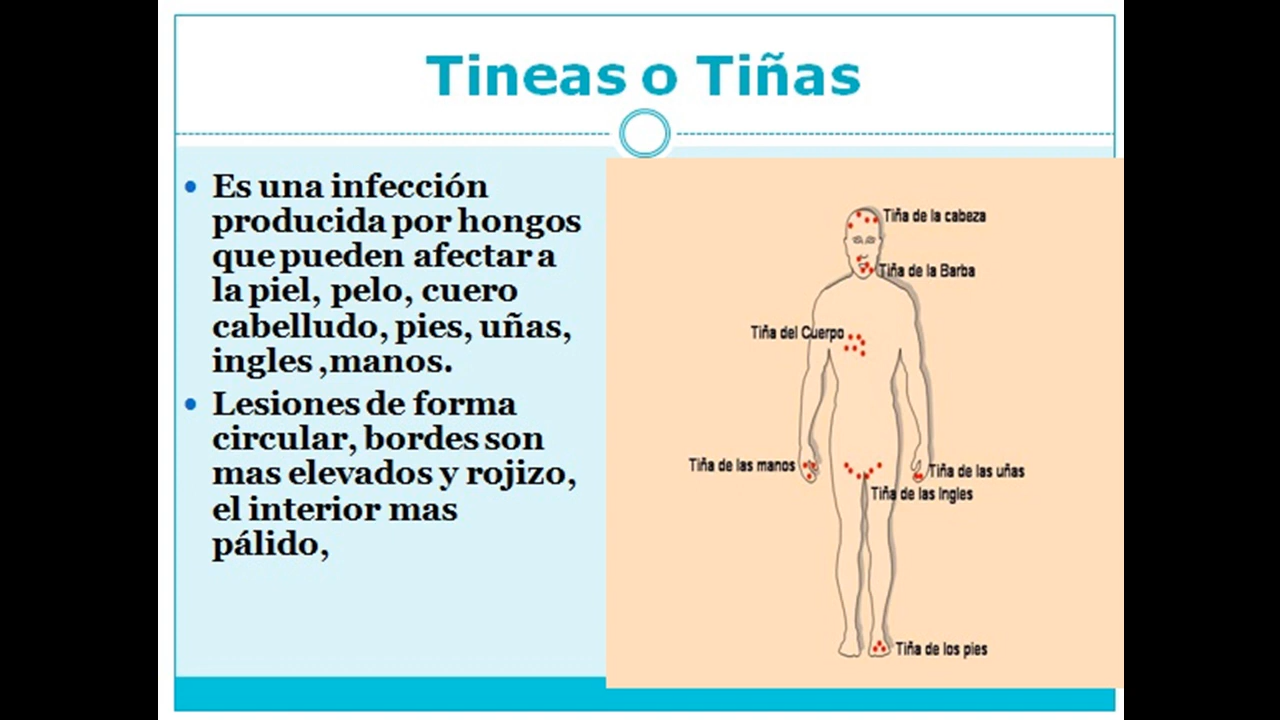 Tineas o Tiñas
• Es una infección
producida por hongos
que pueden afectar a
la piel, pelo, cuero
cabelludo, pies, uñas,
ingles ,manos.
• Lesiones de forma
circular, bordes son
mas elevados y rojizo,
el interior mas
pálido,
Tiña de la cabeza
Tiña de la Barba
Tiña del Cuerpo
Tiña de las manos
Tiña de las uñas
Tiña de las Ingles
Tiña de los pies